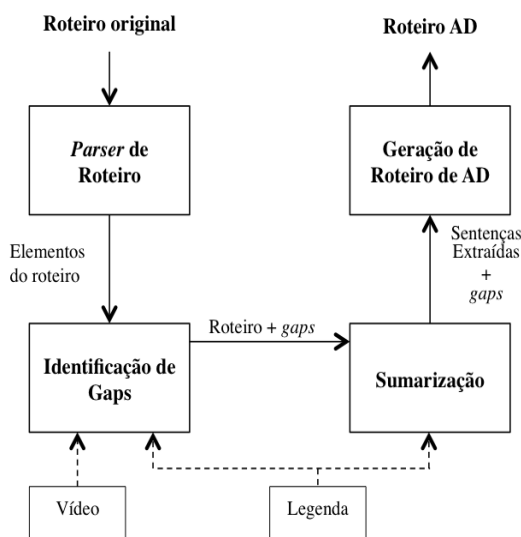 Roteiro original
Roteiro AD
Parser de
Roteiro
Geração de
Roteiro de AD
Elementos
do roteiro
Sentenças
Extraídas
+
gaps
Roteiro + gaps
Identificação de
Gaps
Sumarização
Vídeo
Legenda